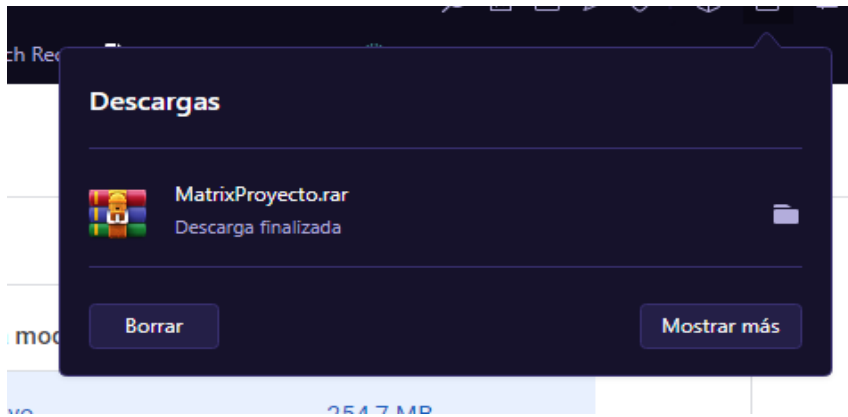 Descargas
MatrixProyecto.rar
Descarga finalizada
Borrar
Mostrar más
254.7 MB